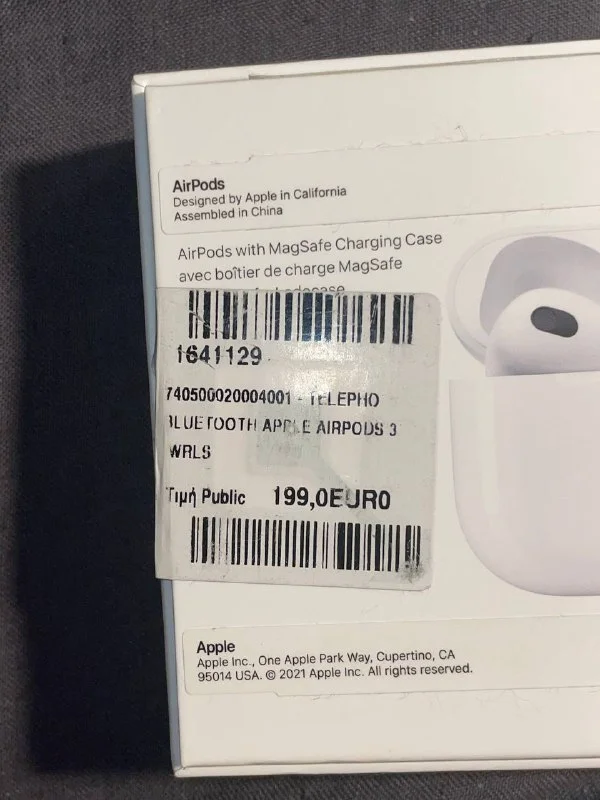 AirPods
Designed by Apple in California
Assembled in China
AirPods with MagSafe Charging Case
avec boîtier de charge MagSafe
1641129
740500020004001 - TELEPHO
BLUETOOTH APPLE AIRPODS 3
WRLS
Τιμή Public 199,0EURO
Apple
Apple Inc., One Apple Park Way, Cupertino, CA
95014 USA. © 2021 Apple Inc. All rights reserved.